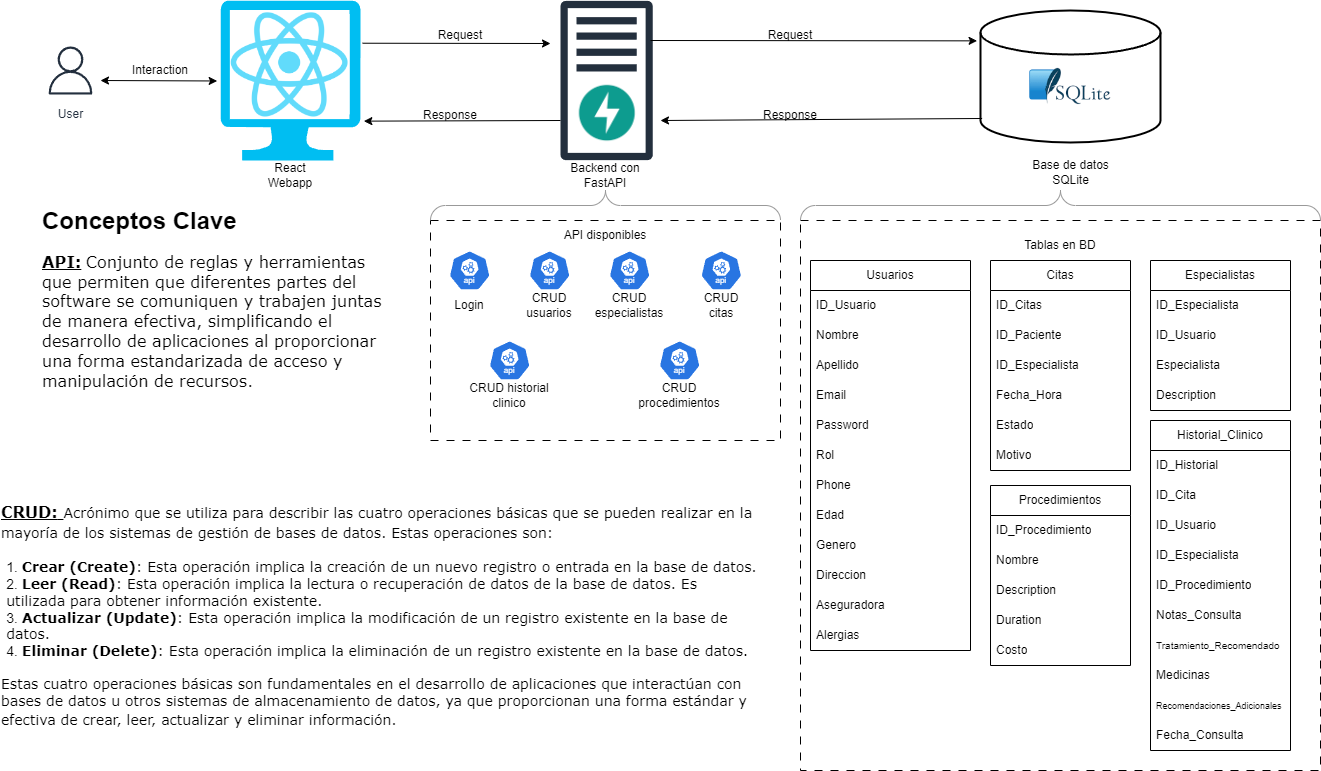 Request
Request
Interaction
SQLite
User
Response
Response
React
Webapp
Backend con
FastAPI
Base de datos
SQLite
Conceptos Clave
API: Conjunto de reglas y herramientas
que permiten que diferentes partes del
software se comuniquen y trabajen juntas
de manera efectiva, simplificando el
desarrollo de aplicaciones al proporcionar
una forma estandarizada de acceso y
manipulación de recursos.
API disponibles
api
Login
api
CRUD
usuarios
api
CRUD
especialistas
api
CRUD
citas
api
CRUD historial
clinico
api
CRUD
procedimientos
Tablas en BD
Usuarios
ID_Usuario
Nombre
Apellido
Email
Password
Rol
Phone
Edad
Genero
Direccion
Aseguradora
Alergias
Citas
ID_Citas
ID_Paciente
ID_Especialista
Fecha_Hora
Estado
Motivo
Procedimientos
ID_Procedimiento
Nombre
Description
Duration
Costo
Especialistas
ID_Especialista
ID_Usuario
Especialista
Description
Historial_Clinico
ID_Historial
ID_Cita
ID_Usuario
ID_Especialista
ID_Procedimiento
Notas_Consulta
Tratamiento_Recomendado
Medicinas
Recomendaciones_Adicionales
Fecha_Consulta
CRUD: Acrónimo que se utiliza para describir las cuatro operaciones básicas que se pueden realizar en la
mayoría de los sistemas de gestión de bases de datos. Estas operaciones son:
1. Crear (Create): Esta operación implica la creación de un nuevo registro o entrada en la base de datos.
2. Leer (Read): Esta operación implica la lectura o recuperación de datos de la base de datos. Es
utilizada para obtener información existente.
3. Actualizar (Update): Esta operación implica la modificación de un registro existente en la base de
datos.
4. Eliminar (Delete): Esta operación implica la eliminación de un registro existente en la base de datos.
Estas cuatro operaciones básicas son fundamentales en el desarrollo de aplicaciones que interactúan con
bases de datos u otros sistemas de almacenamiento de datos, ya que proporcionan una forma estándar y
efectiva de crear, leer, actualizar y eliminar información.